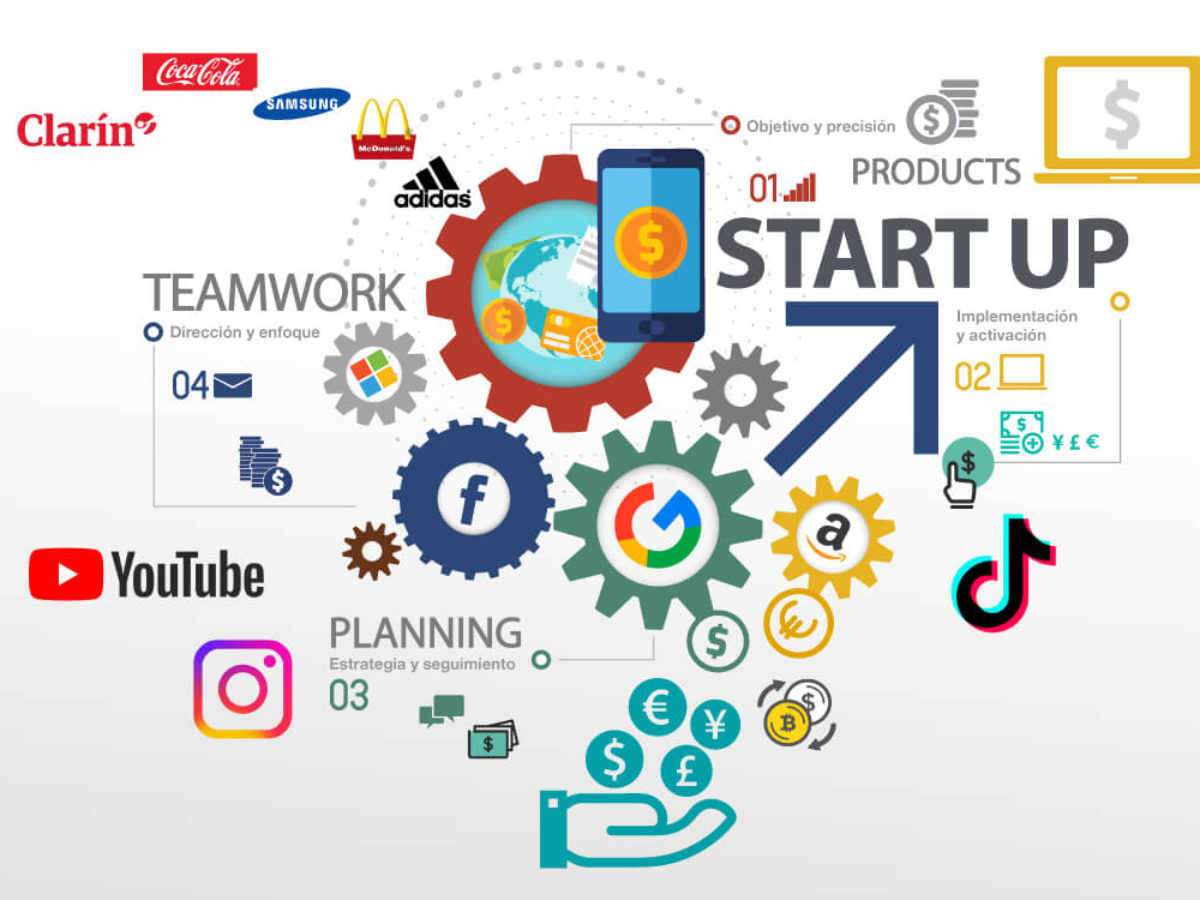 Coca-Cola
SAMSUNG
Clarín
McDonald's
adidas
Objetivo y precisión
$
$
PRODUCTS
01
$
START UP
TEAMWORK
Dirección y enfoque
04
$
Implementación
y activación
02
$
¥ £ €
$
$
f
G
a
YouTube
PLANNING
Estrategia y seguimiento
03
$
€
$
€
¥
$
£
$
B